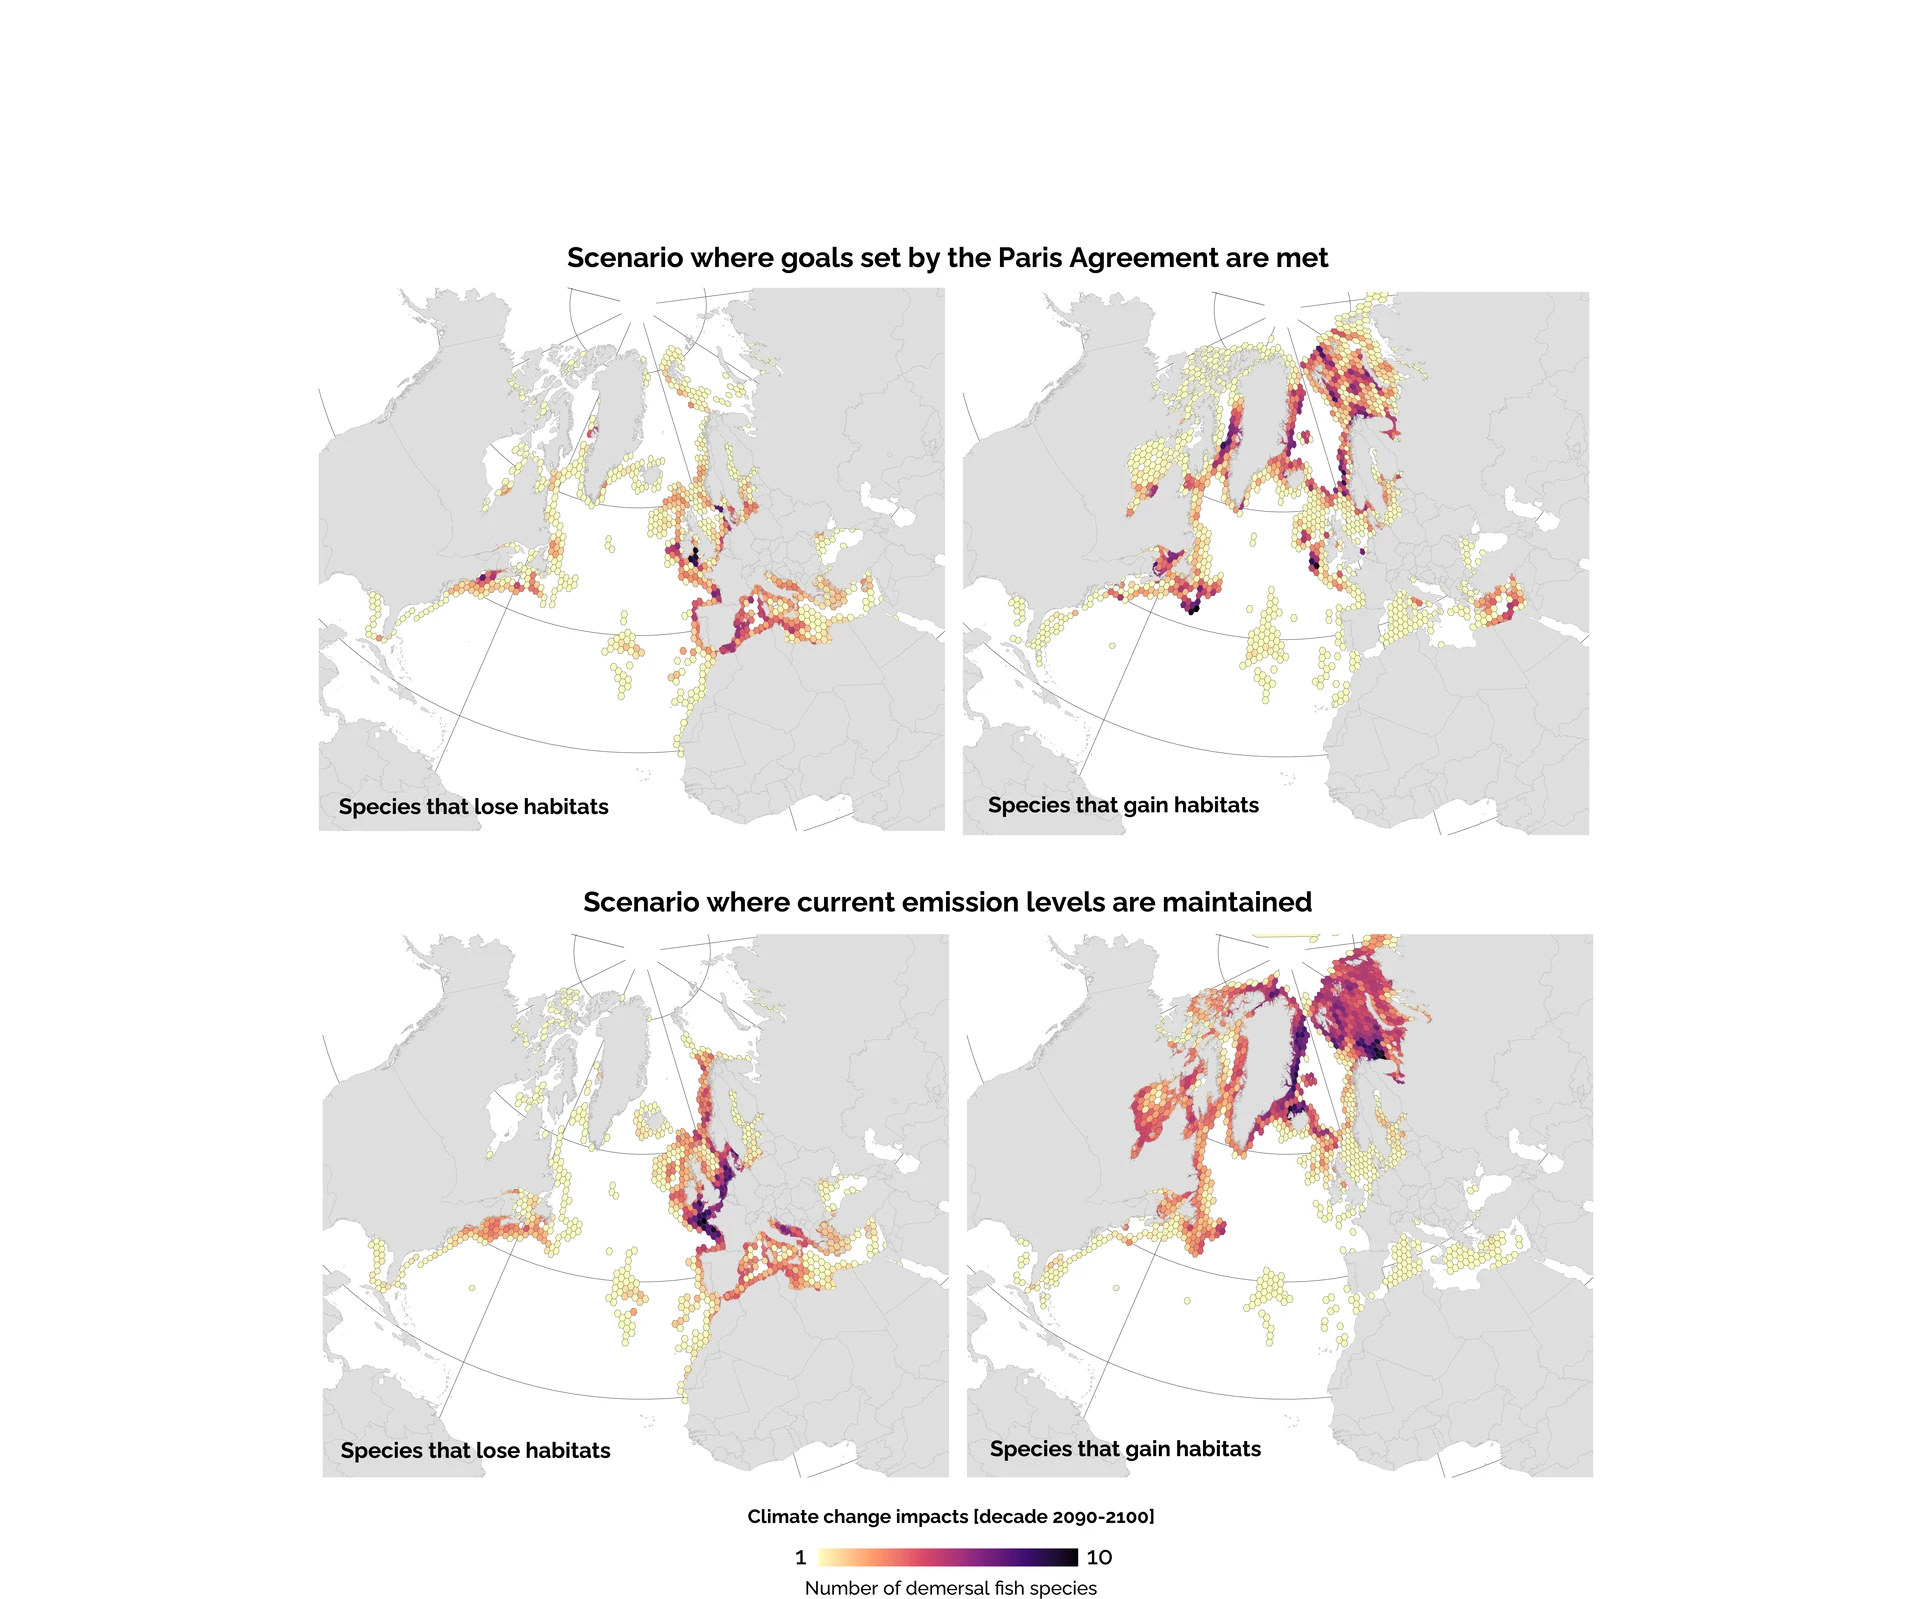 Scenario where goals set by the Paris Agreement are met
Species that lose habitats
Species that gain habitats
Scenario where current emission levels are maintained
Species that lose habitats
Species that gain habitats
Climate change impacts [decade 2090-2100]
1
10
Number of demersal fish species